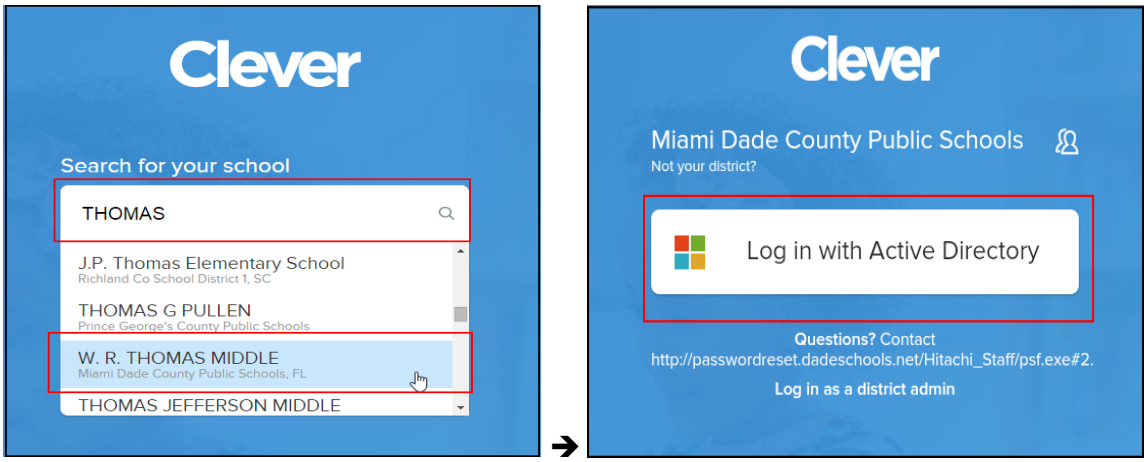 Clever
Search for your school
THOMAS
J.P. Thomas Elementary School
Richland Co School District 1, SC
THOMAS G PULLEN
Prince George's County Public Schools
W. R. THOMAS MIDDLE
Miami Dade County Public Schools, FL
THOMAS JEFFERSON MIDDLE
Clever
Miami Dade County Public Schools
Not your district?
Log in with Active Directory
Questions? Contact
http://passwordreset.dadeschools.net/Hitachi_Staff/psf.exe#2.
Log in as a district admin